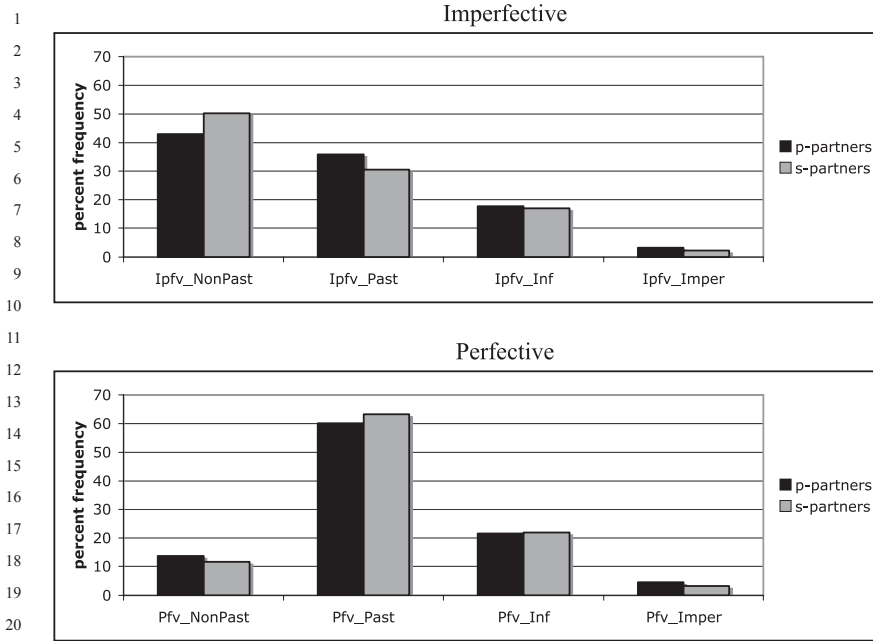 1
Imperfective
2
3
4
5
6
7
8
9
10
70
60
50
40
30
20
10
0
percent frequency
Ipfv_NonPast
Ipfv_Past
Ipfv_Inf
Ipfv_Imper
p-partners
s-partners
11
12
Perfective
13
14
15
16
17
18
19
20
70
60
50
40
30
20
10
0
percent frequency
Pfv_NonPast
Pfv_Past
Pfv_Inf
Pfv_Imper
p-partners
s-partners